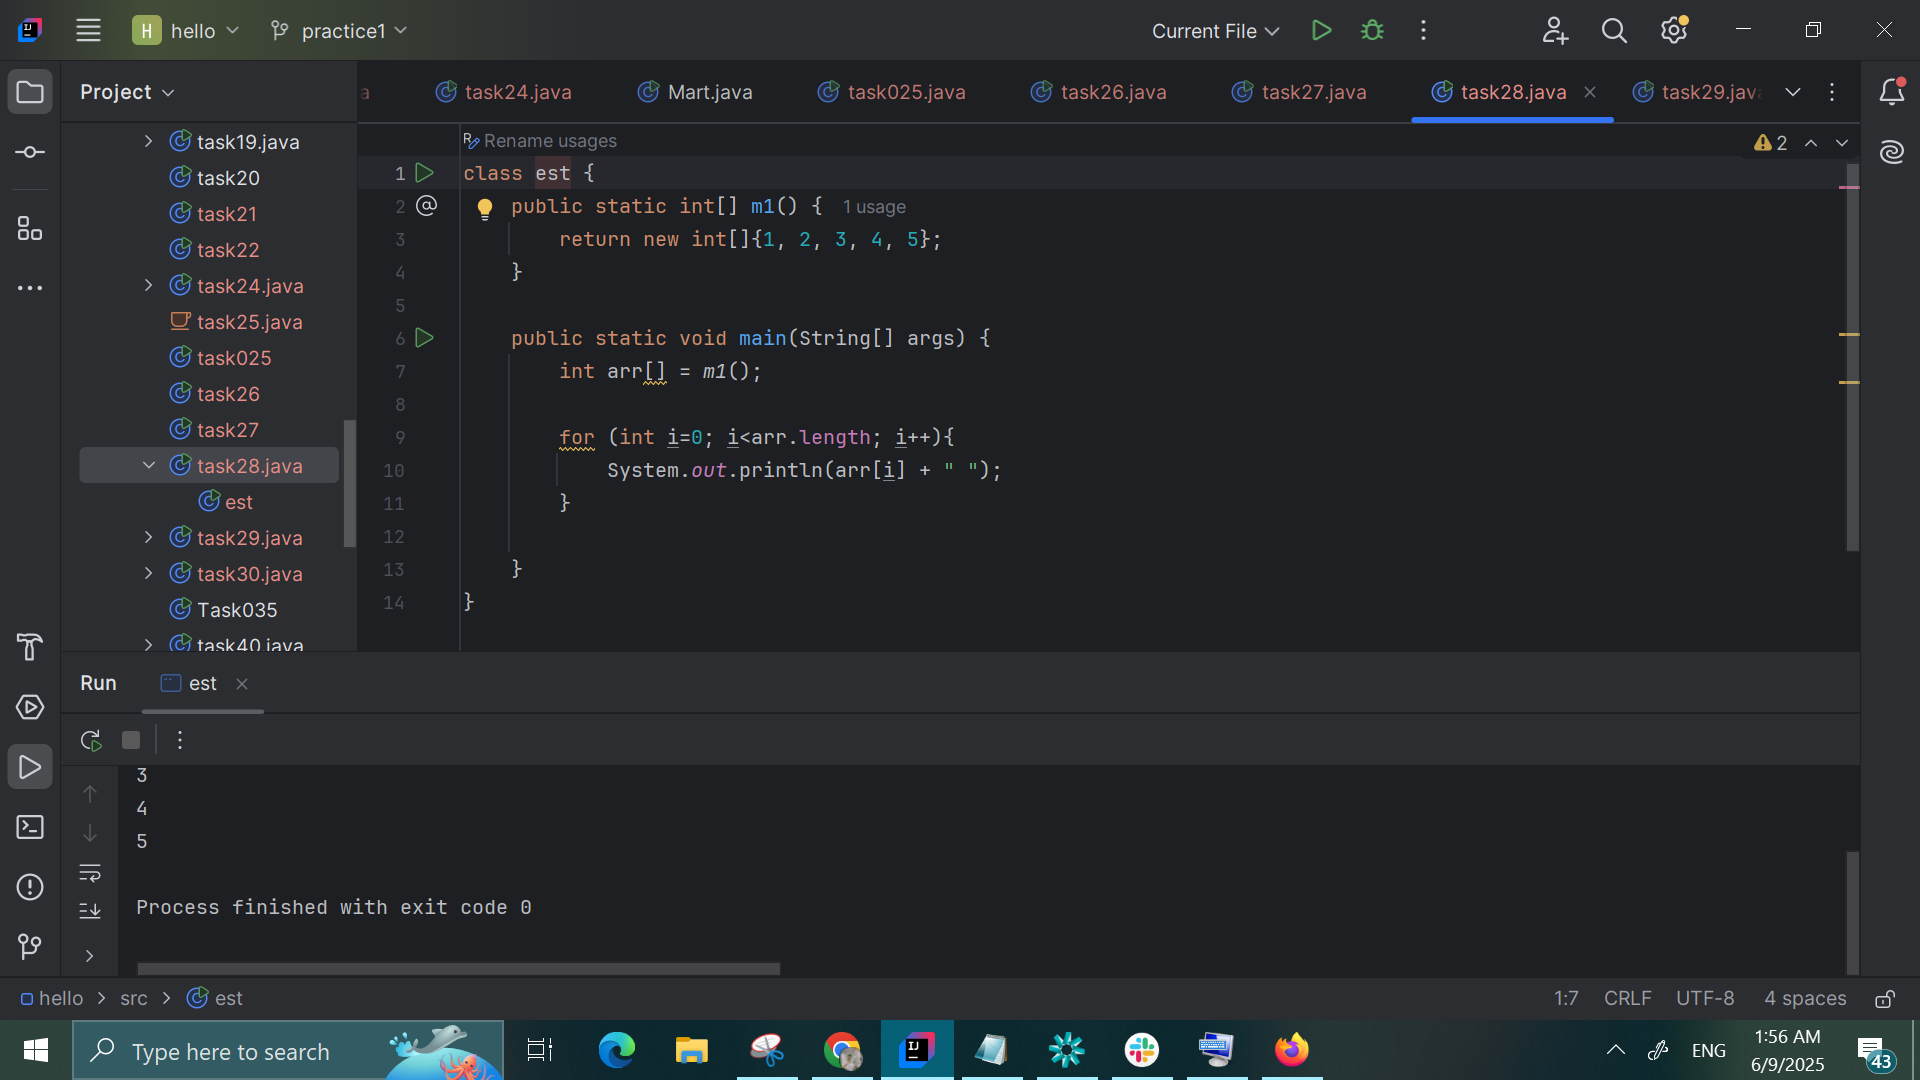 H hello practice1 Current File
Project
task24.java Mart.java task025.java task26.java task27.java task28.java task29.java
task19.java
task20
task21
task22
task24.java
task25.java
task025
task26
task27
task28.java
est
task29.java
task30.java
Task035
task40.java
Rename usages
2
1 class est {
2 @ public static int[] m1() { 1 usage
3 return new int[]{1, 2, 3, 4, 5};
4 }
5
6 public static void main(String[] args) {
7 int arr[] = m1();
8
9 for (int i=0; i<arr.length; i++){
10 System.out.println(arr[i] + " ");
11 }
12
13 }
14 }
Run est
3
4
5
Process finished with exit code 0
hello > src > est 1:7 CRLF UTF-8 4 spaces
Type here to search
ENG
1:56 AM
6/9/2025
43